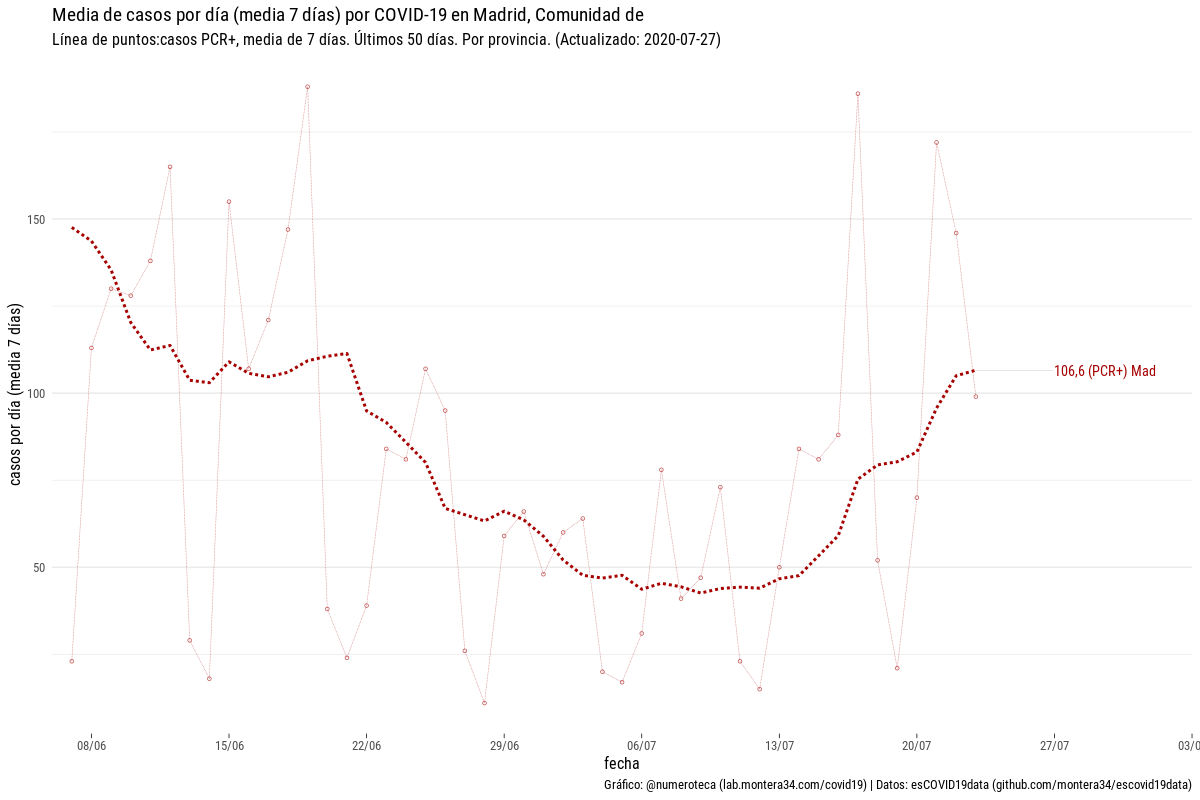 Media de casos por día (media 7 días) por COVID-19 en Madrid, Comunidad de
Línea de puntos:casos PCR+, media de 7 días. Últimos 50 días. Por provincia. (Actualizado: 2020-07-27)
casos por día (media 7 días)
150
100
50
106,6 (PCR+) Mad
08/06
15/06
22/06
29/06
06/07
13/07
20/07
27/07
03/0
fecha
Gráfico: @numeroteca (lab.montera34.com/covid19) | Datos: esCOVID19data (github.com/montera34/escovid19data)